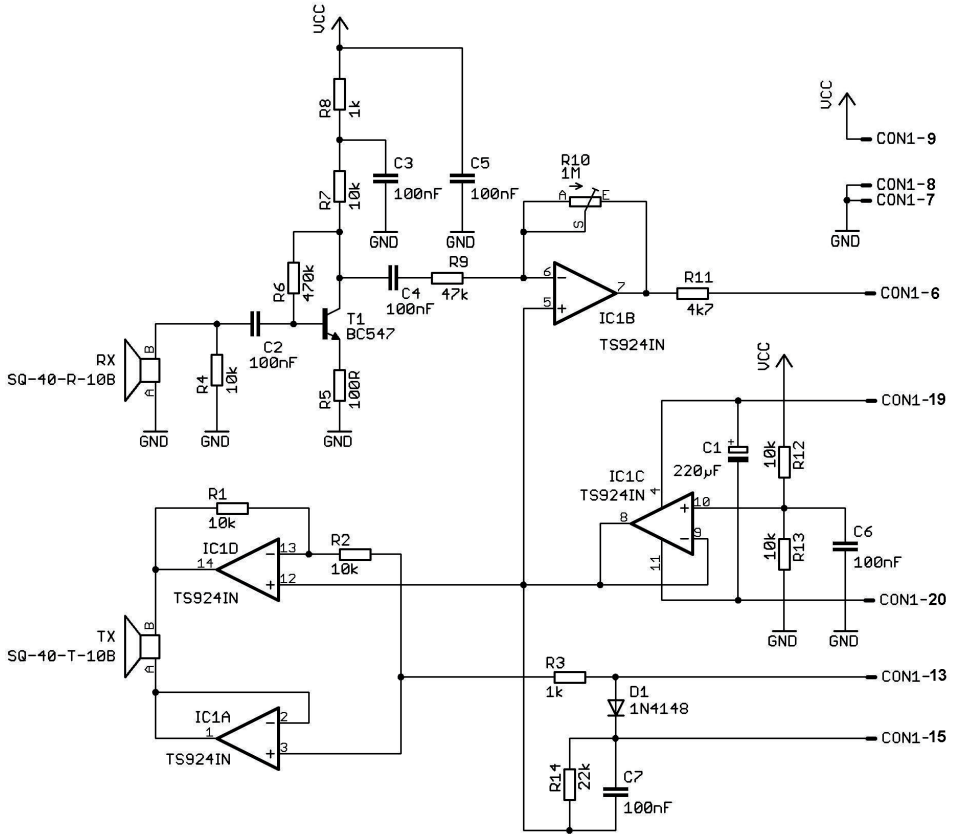 VCC
R8
1k
C3
100nF
C5
100nF
R7
10k
GND
GND
R10
1M
A
E
S
VCC
CON1-9
CON1-8
CON1-7
GND
R6
470k
C4
100nF
R9
47k
6
-
5
+
7
IC1B
TS924IN
R11
4k7
CON1-6
T1
BC547
C2
100nF
RX
SQ-40-R-10B
B
A
R4
10k
R5
100R
GND
GND
GND
VCC
CON1-19
C1
+
220µF
R12
10k
IC1C
TS924IN
4
10
+
8
-
9
11
R13
10k
C6
100nF
CON1-20
GND
GND
R1
10k
R2
10k
IC1D
14
-
13
+
12
TS924IN
TX
SQ-40-T-10B
B
A
R3
1k
CON1-13
D1
1N4148
IC1A
1
-
2
+
3
TS924IN
CON1-15
R14
22k
C7
100nF